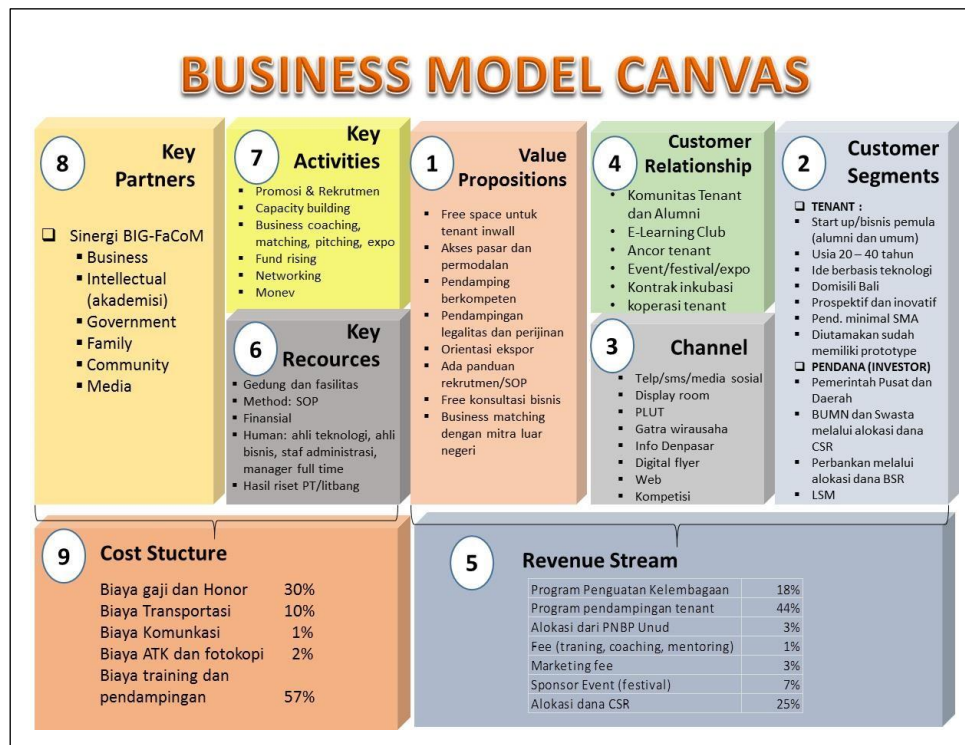 BUSINESS MODEL CANVAS
8
Key
Partners
❑ Sinergi BIG-FaCoM
▪ Business
▪ Intellectual
(akademisi)
▪ Government
▪ Family
▪ Community
▪ Media
7
Key
Activities
▪ Promosi & Rekrutmen
▪ Capacity building
▪ Business coaching,
matching, pitching, expo
▪ Fund rising
▪ Networking
▪ Monev
6
Key
Recources
▪ Gedung dan fasilitas
▪ Method: SOP
▪ Finansial
▪ Human: ahli teknologi, ahli
bisnis, staf administrasi,
manager full time
▪ Hasil riset PT/litbang
1
Value
Propositions
▪ Free space untuk
tenant inwall
▪ Akses pasar dan
permodalan
▪ Pendamping
berkompeten
▪ Pendampingan
legalitas dan perijinan
▪ Orientasi ekspor
▪ Ada panduan
rekrutmen/SOP
▪ Free konsultasi bisnis
▪ Business matching
dengan mitra luar
negeri
4
Customer
Relationship
• Komunitas Tenant
dan Alumni
• E-Learning Club
• Ancor tenant
• Event/festival/expo
• Kontrak inkubasi
• koperasi tenant
3
Channel
▪ Telp/sms/media sosial
▪ Display room
▪ PLUT
▪ Gatra wirausaha
▪ Info Denpasar
▪ Digital flyer
▪ Web
▪ Kompetisi
2
Customer
Segments
❑ TENANT :
▪ Start up/bisnis pemula
(alumni dan umum)
▪ Usia 20 – 40 tahun
▪ Ide berbasis teknologi
▪ Domisili Bali
▪ Prospektif dan inovatif
▪ Pend. minimal SMA
▪ Diutamakan sudah
memiliki prototype
❑ PENDANA (INVESTOR)
▪ Pemerintah Pusat dan
Daerah
▪ BUMN dan Swasta
melalui alokasi dana
CSR
▪ Perbankan melalui
alokasi dana BSR
▪ LSM
9
Cost Stucture
Biaya gaji dan Honor 30%
Biaya Transportasi 10%
Biaya Komunkasi 1%
Biaya ATK dan fotokopi 2%
Biaya training dan
pendampingan 57%
5
Revenue Stream
Program Penguatan Kelembagaan 18%
Program pendampingan tenant 44%
Alokasi dari PNBP Unud 3%
Fee (traning, coaching, mentoring) 1%
Marketing fee 3%
Sponsor Event (festival) 7%
Alokasi dana CSR 25%